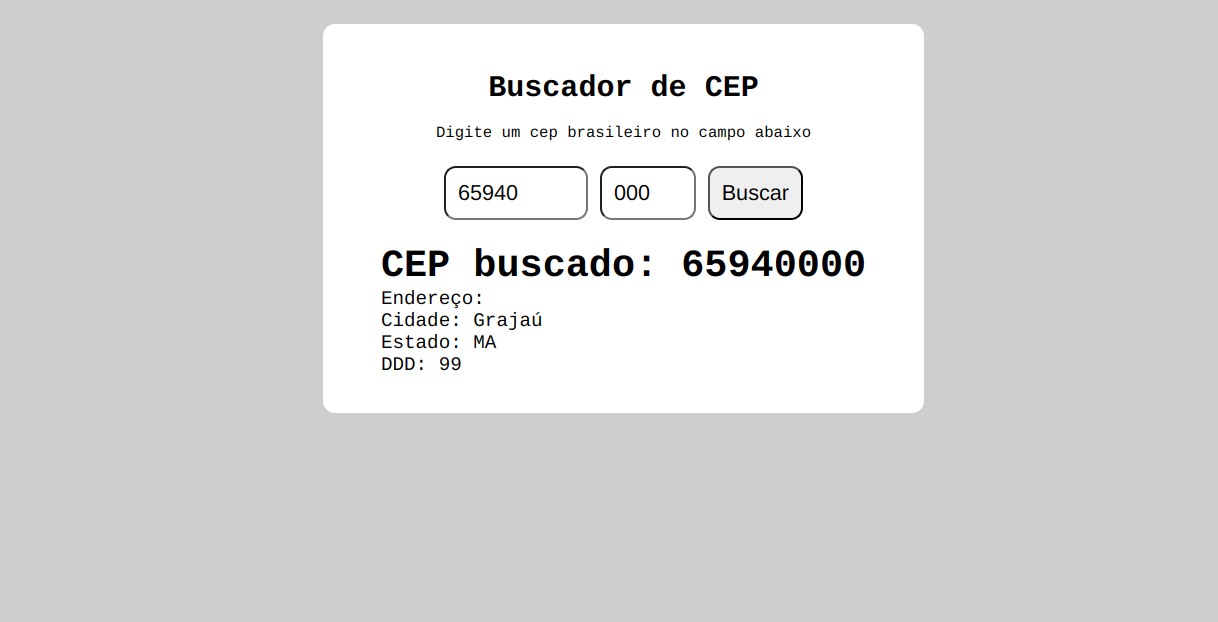 Buscador de CEP
Digite um cep brasileiro no campo abaixo
65940 000 Buscar
CEP buscado: 65940000
Endereço:
Cidade: Grajaú
Estado: MA
DDD: 99